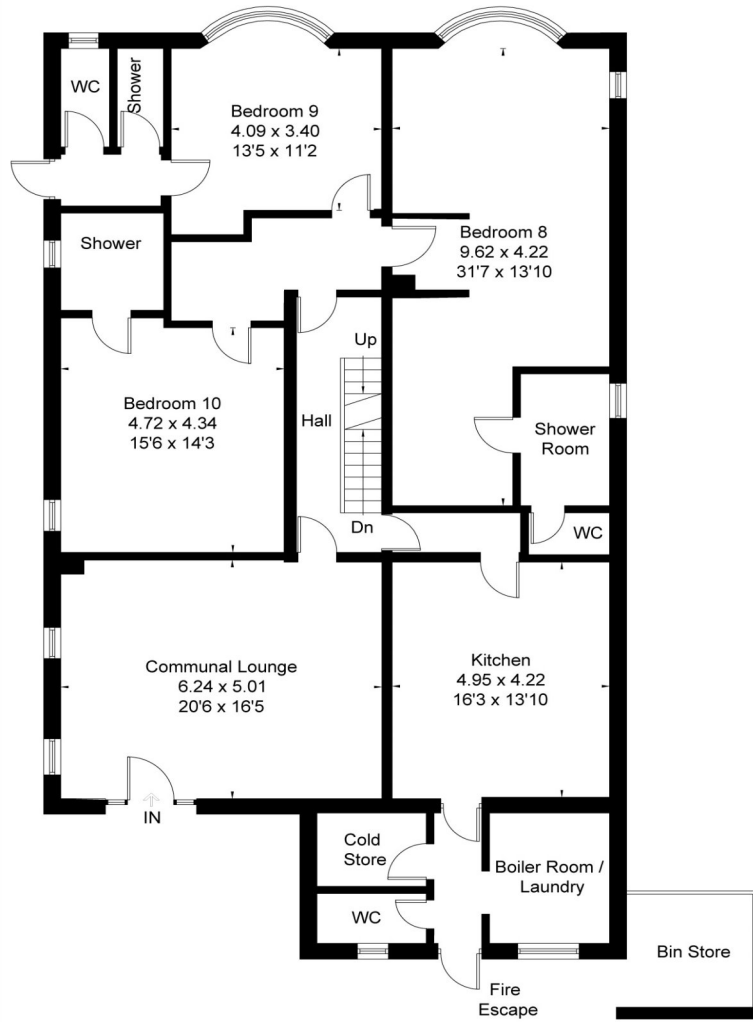 WC
Shower
Bedroom 9
4.09 x 3.40
13'5 x 11'2
Shower
Bedroom 8
9.62 x 4.22
31'7 x 13'10
Up
Bedroom 10
4.72 x 4.34
15'6 x 14'3
Hall
Shower
Room
Dn
WC
Communal Lounge
6.24 x 5.01
20'6 x 16'5
Kitchen
4.95 x 4.22
16'3 x 13'10
IN
Cold
Store
Boiler Room /
Laundry
WC
Bin Store
Fire
Escape